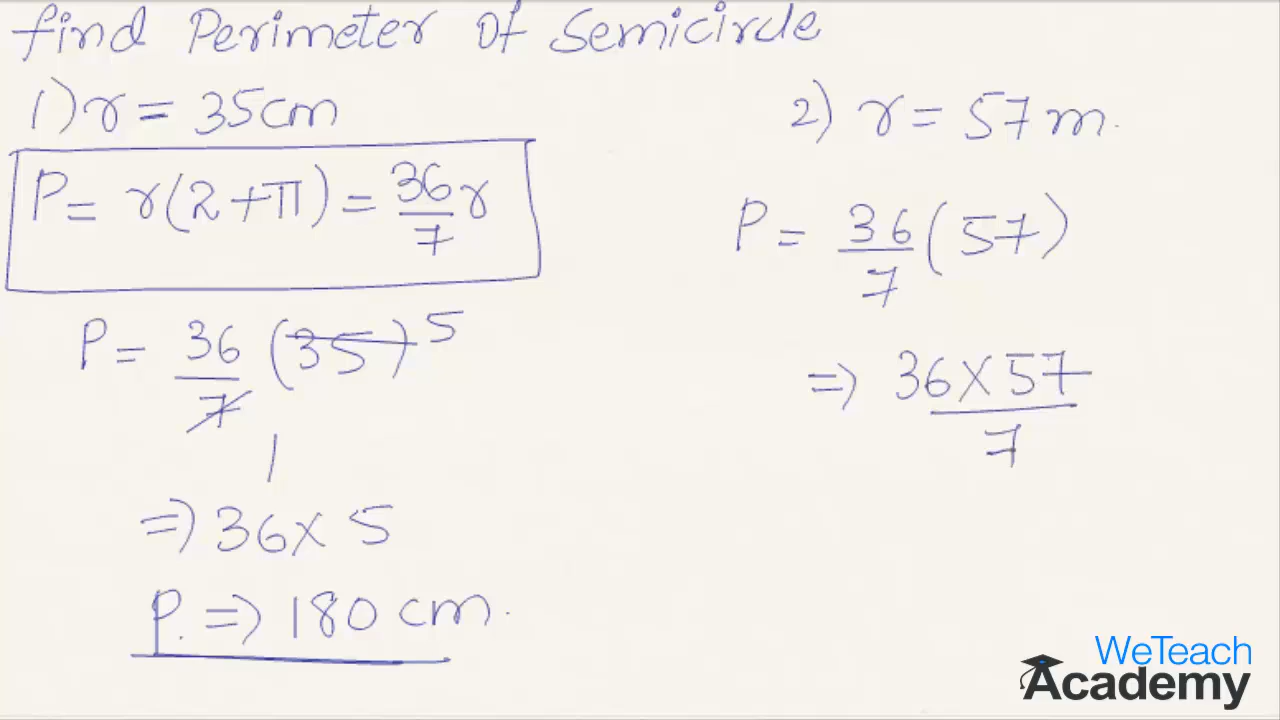 find Perimeter of Semicircle
1) r = 35cm
P = r(2+π) = 36/7 r
P = 36/7 (35) 5
1
=> 36 x 5
P. => 180 cm.
2) r = 57 m.
P = 36/7 (57)
=> 36 x 57 / 7
WeTeach
Academy